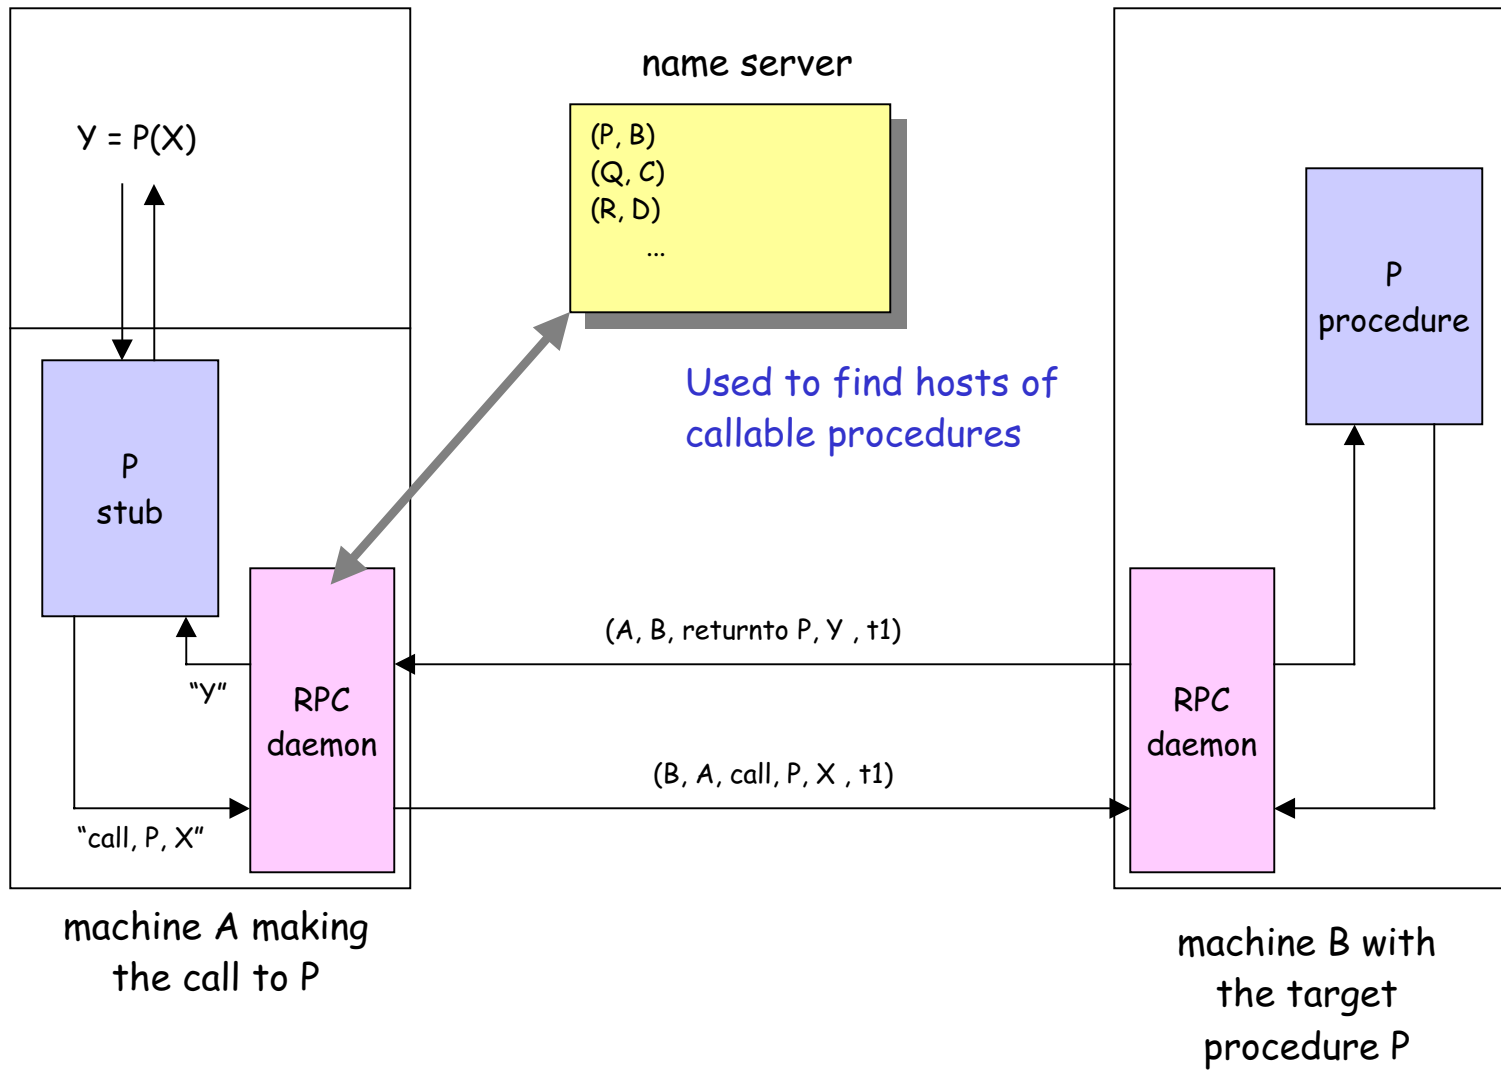 name server
Y = P(X)
(P, B)
(Q, C)
(R, D)
...
P
procedure
Used to find hosts of
callable procedures
P
stub
(A, B, returnto P, Y , t1)
“Y”
RPC
daemon
RPC
daemon
(B, A, call, P, X , t1)
“call, P, X”
machine A making
the call to P
machine B with
the target
procedure P